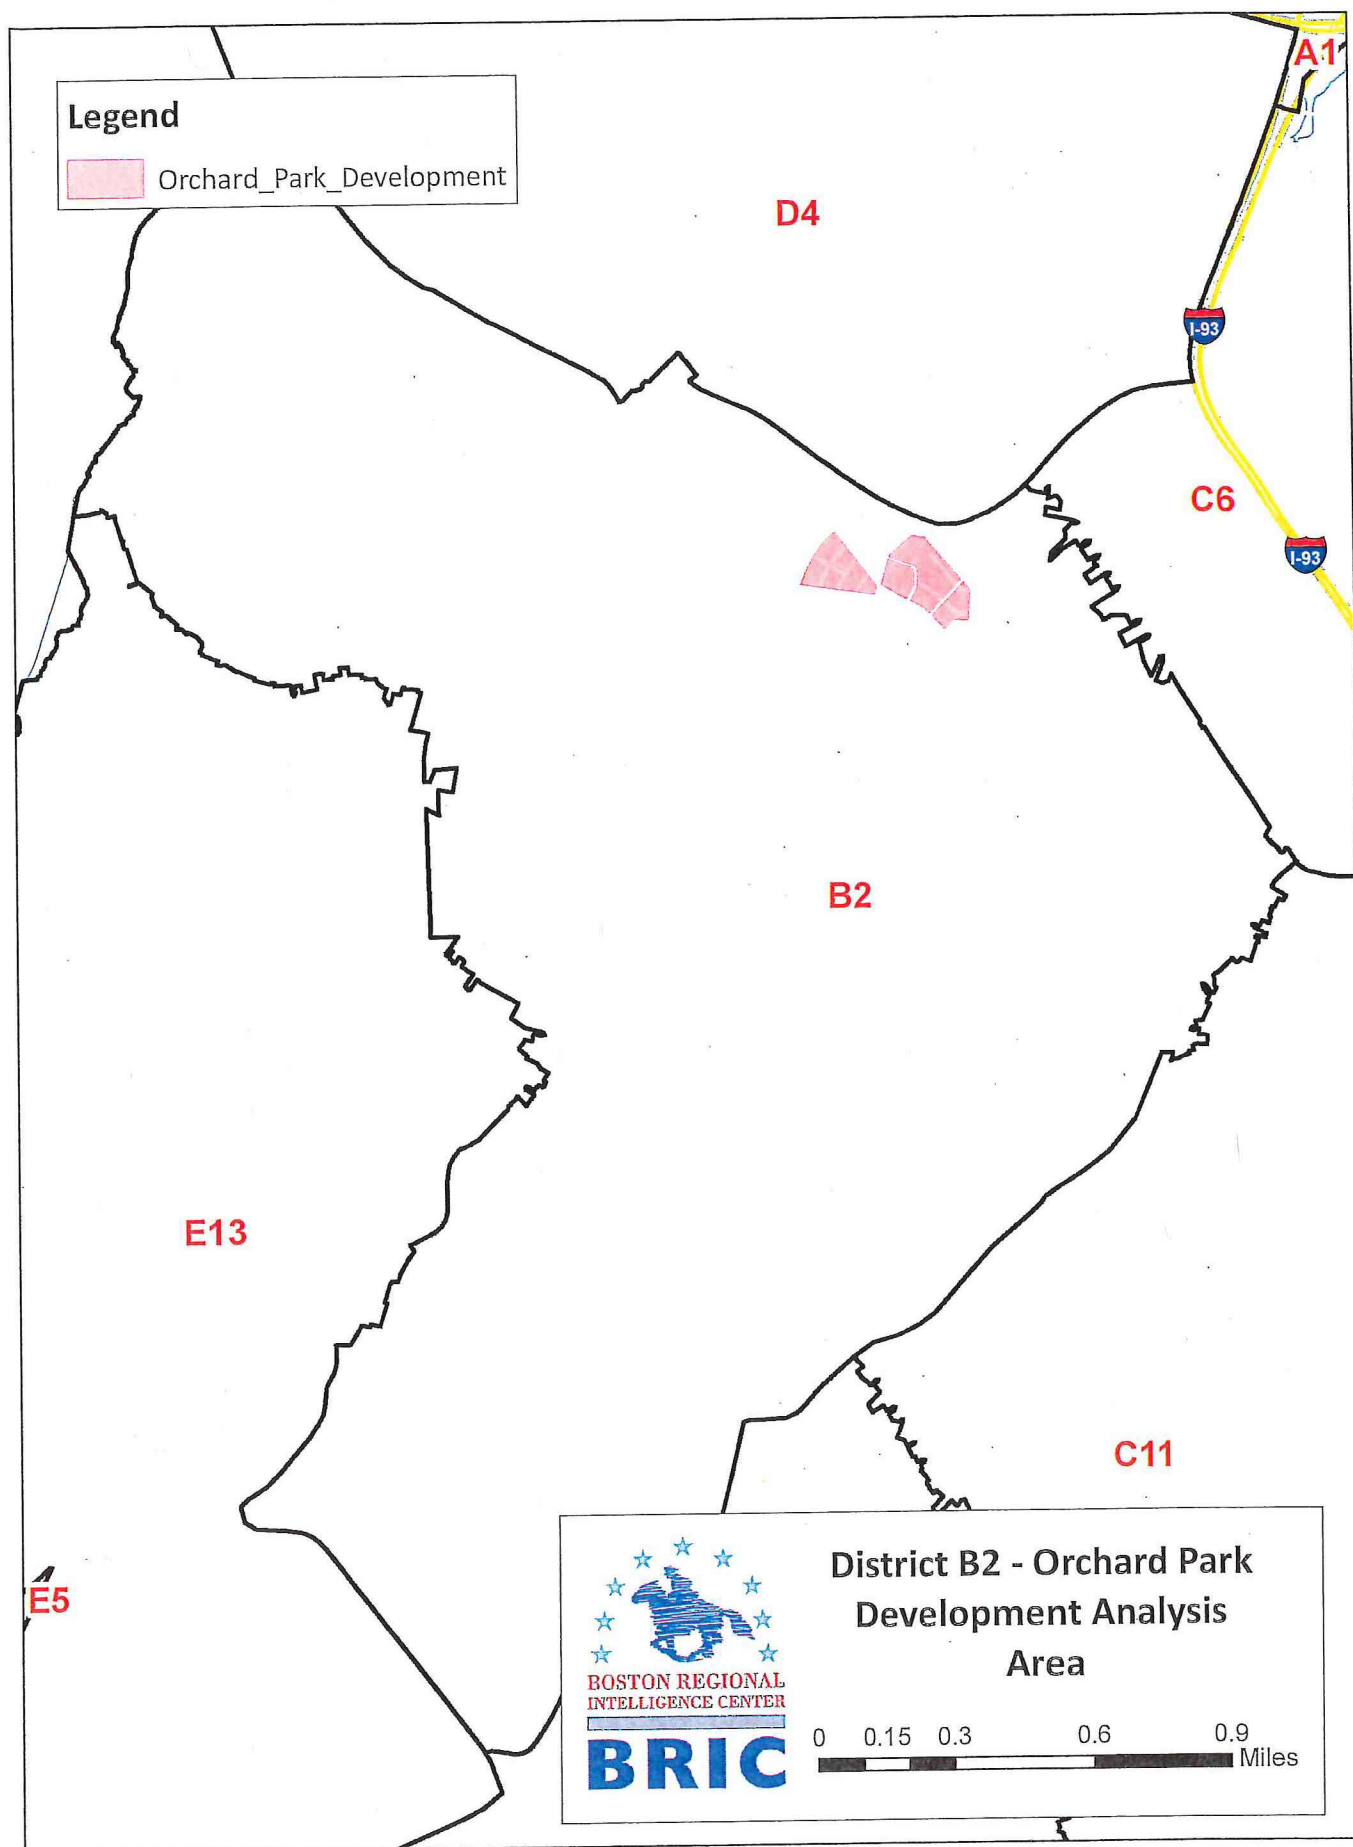 A1
Legend
Orchard_Park_Development
D4
I-93
C6
I-93
B2
E13
C11
E5
District B2 - Orchard Park
Development Analysis
Area
BOSTON REGIONAL
INTELLIGENCE CENTER
BRIC
0 0.15 0.3 0.6 0.9
Miles